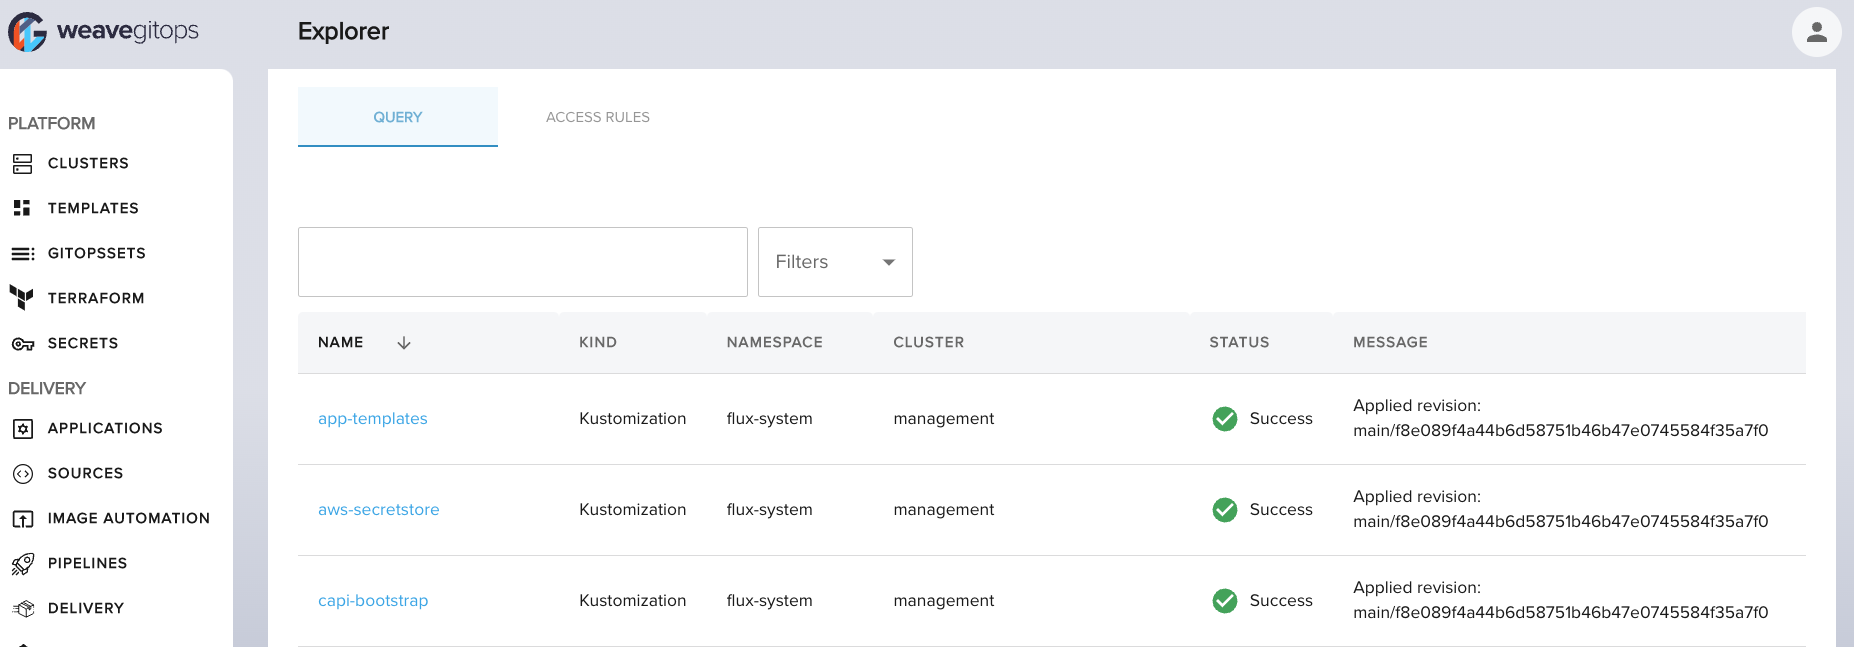 weavegitops
Explorer
PLATFORM
CLUSTERS
TEMPLATES
GITOPSSETS
TERRAFORM
SECRETS
DELIVERY
APPLICATIONS
SOURCES
IMAGE AUTOMATION
PIPELINES
DELIVERY
QUERY ACCESS RULES
Filters
NAME KIND NAMESPACE CLUSTER STATUS MESSAGE
app-templates Kustomization flux-system management Success Applied revision:
main/f8e089f4a44b6d58751b46b47e0745584f35a7f0
aws-secretstore Kustomization flux-system management Success Applied revision:
main/f8e089f4a44b6d58751b46b47e0745584f35a7f0
capi-bootstrap Kustomization flux-system management Success Applied revision:
main/f8e089f4a44b6d58751b46b47e0745584f35a7f0